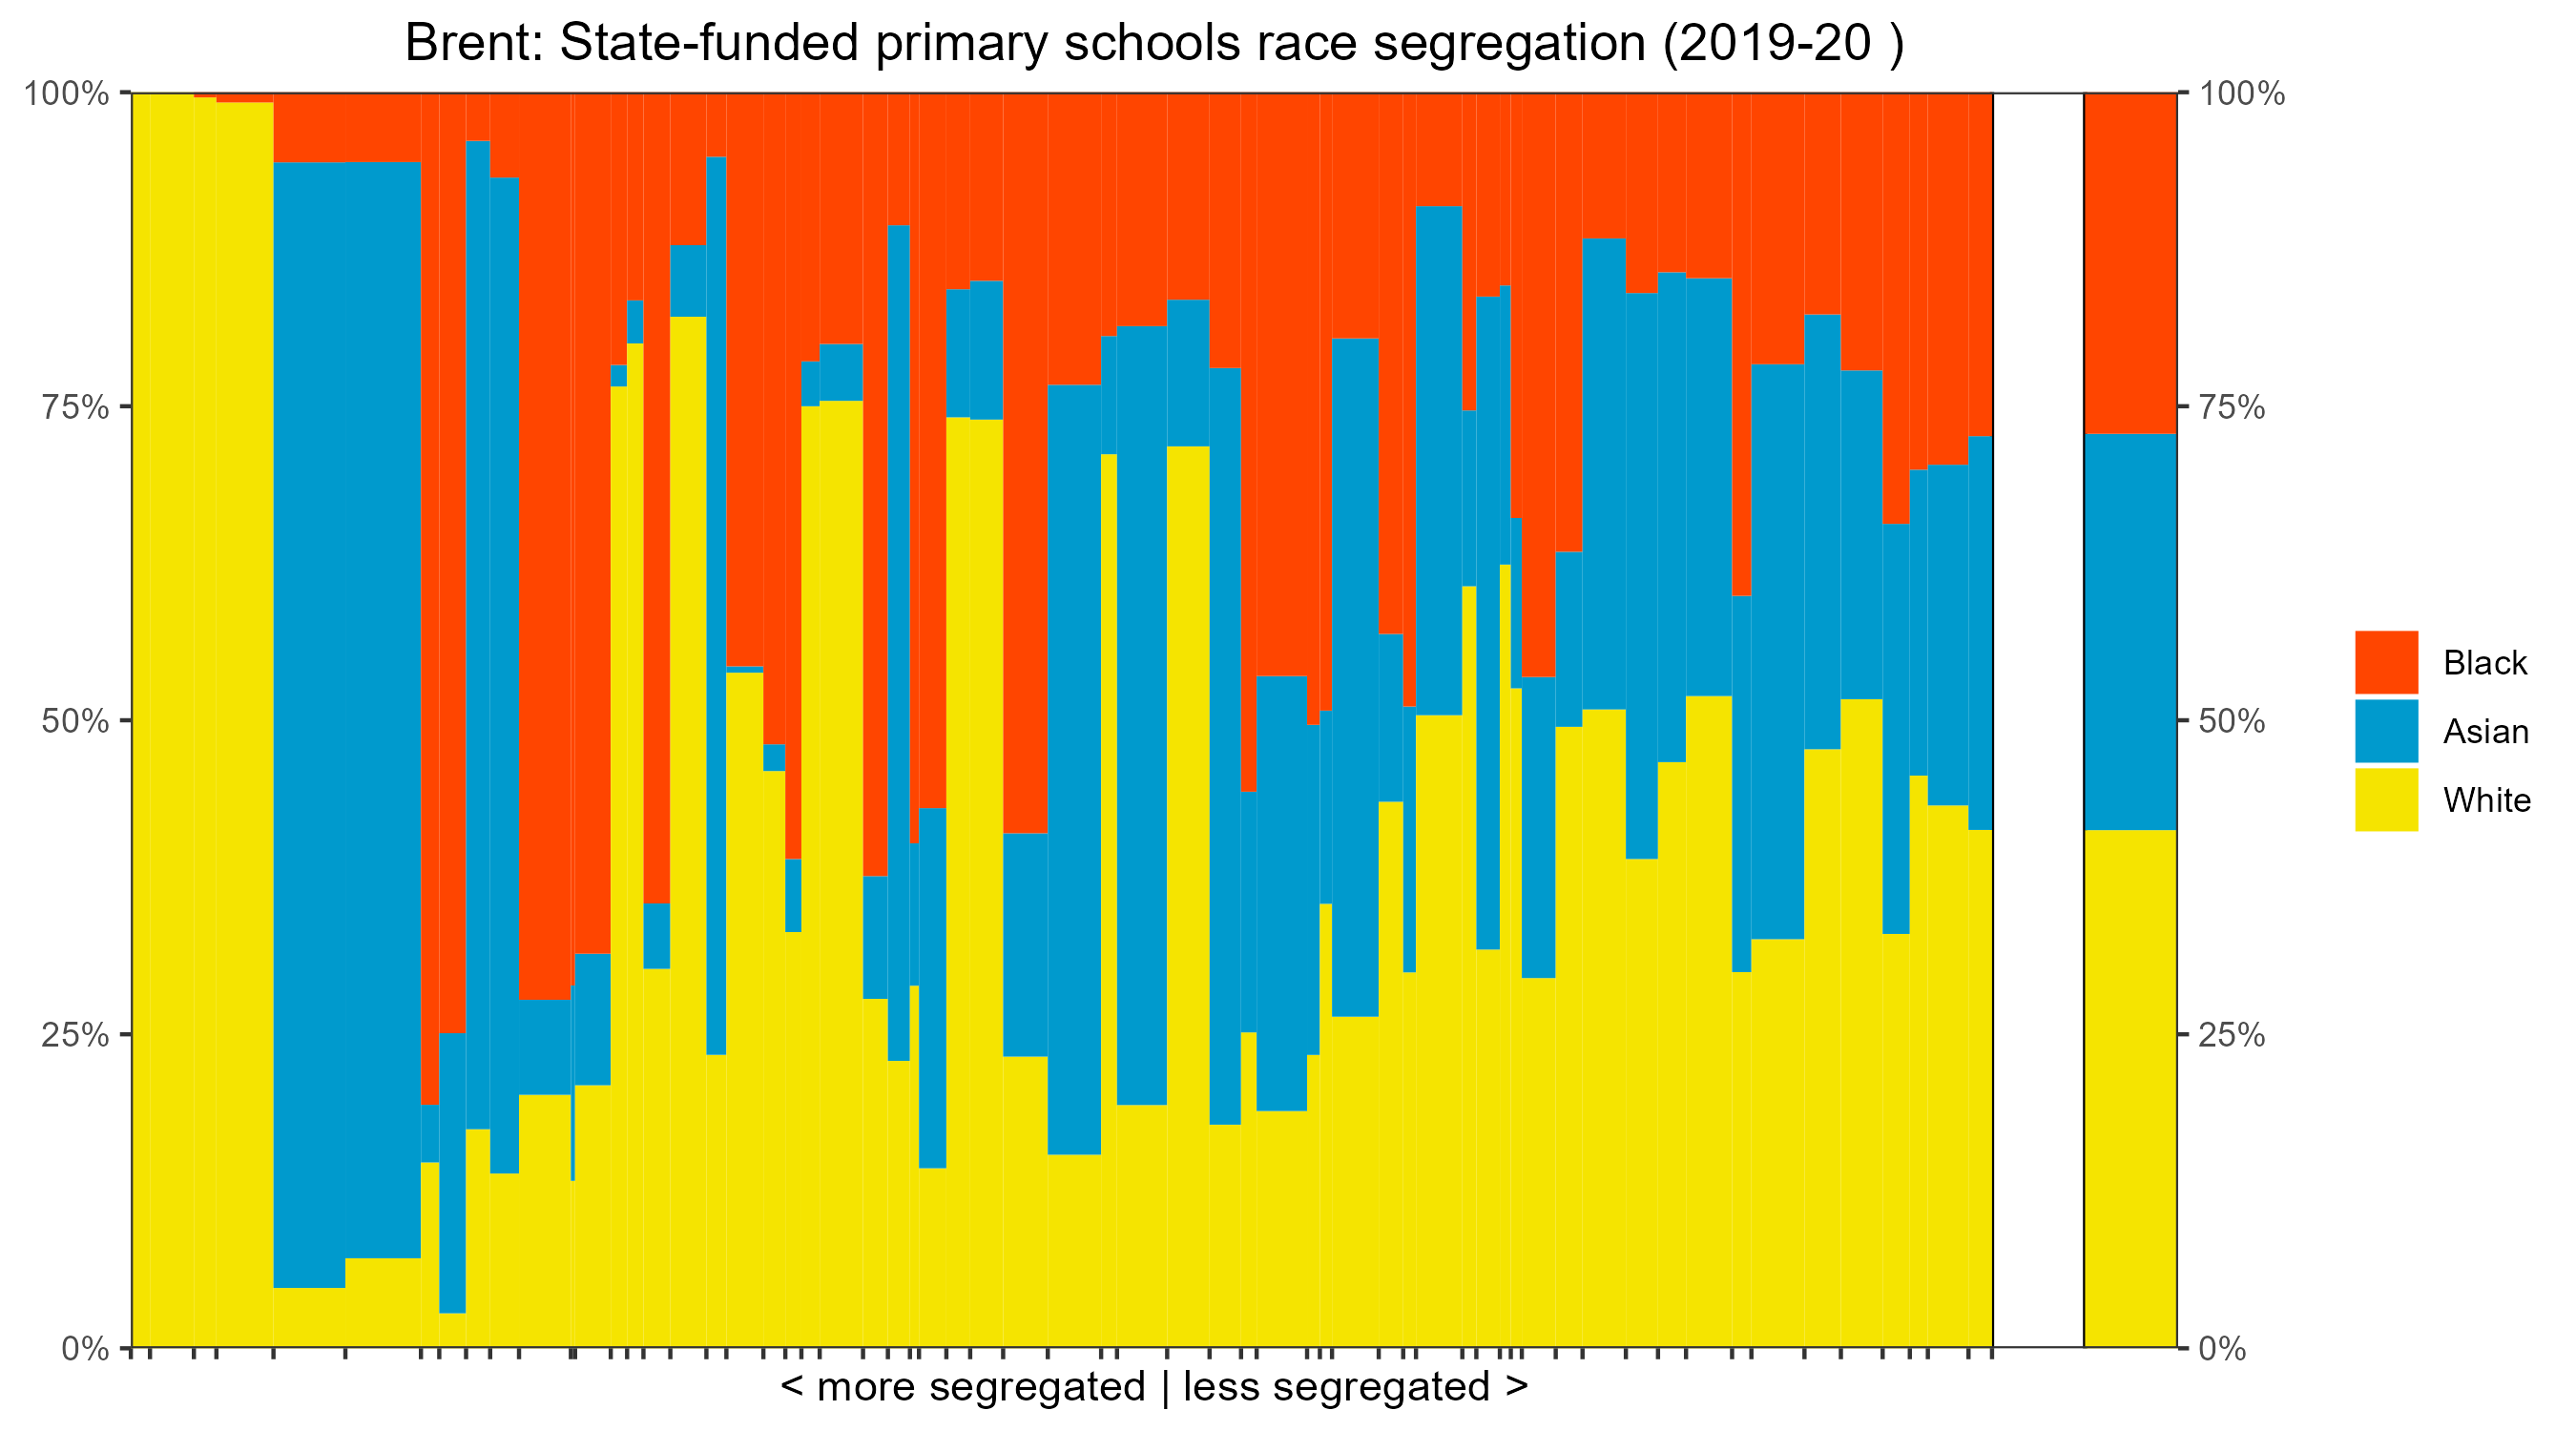 Brent: State-funded primary schools race segregation (2019-20 )
100%
75%
50%
25%
0%
100%
75%
50%
25%
0%
Black
Asian
White
< more segregated | less segregated >